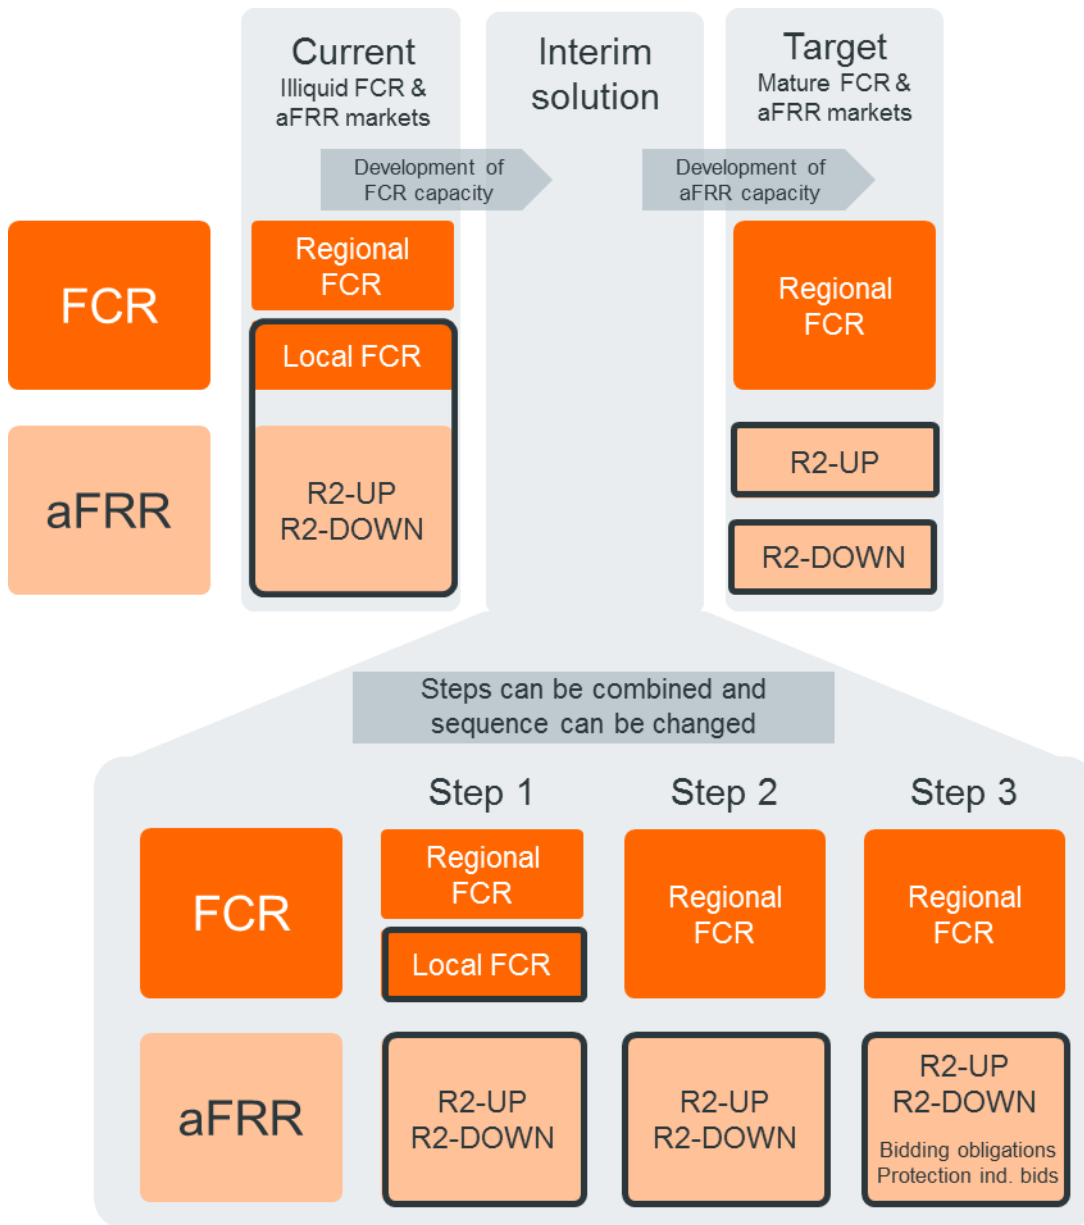 Current
Illiquid FCR &
aFRR markets
Interim
solution
Target
Mature FCR &
aFRR markets
Development of
FCR capacity
Development of
aFRR capacity
FCR
Regional
FCR
Local FCR
Regional
FCR
aFRR
R2-UP
R2-DOWN
R2-UP
R2-DOWN
Steps can be combined and
sequence can be changed
Step 1
Step 2
Step 3
FCR
Regional
FCR
Local FCR
Regional
FCR
Regional
FCR
aFRR
R2-UP
R2-DOWN
R2-UP
R2-DOWN
R2-UP
R2-DOWN
Bidding obligations
Protection ind. bids